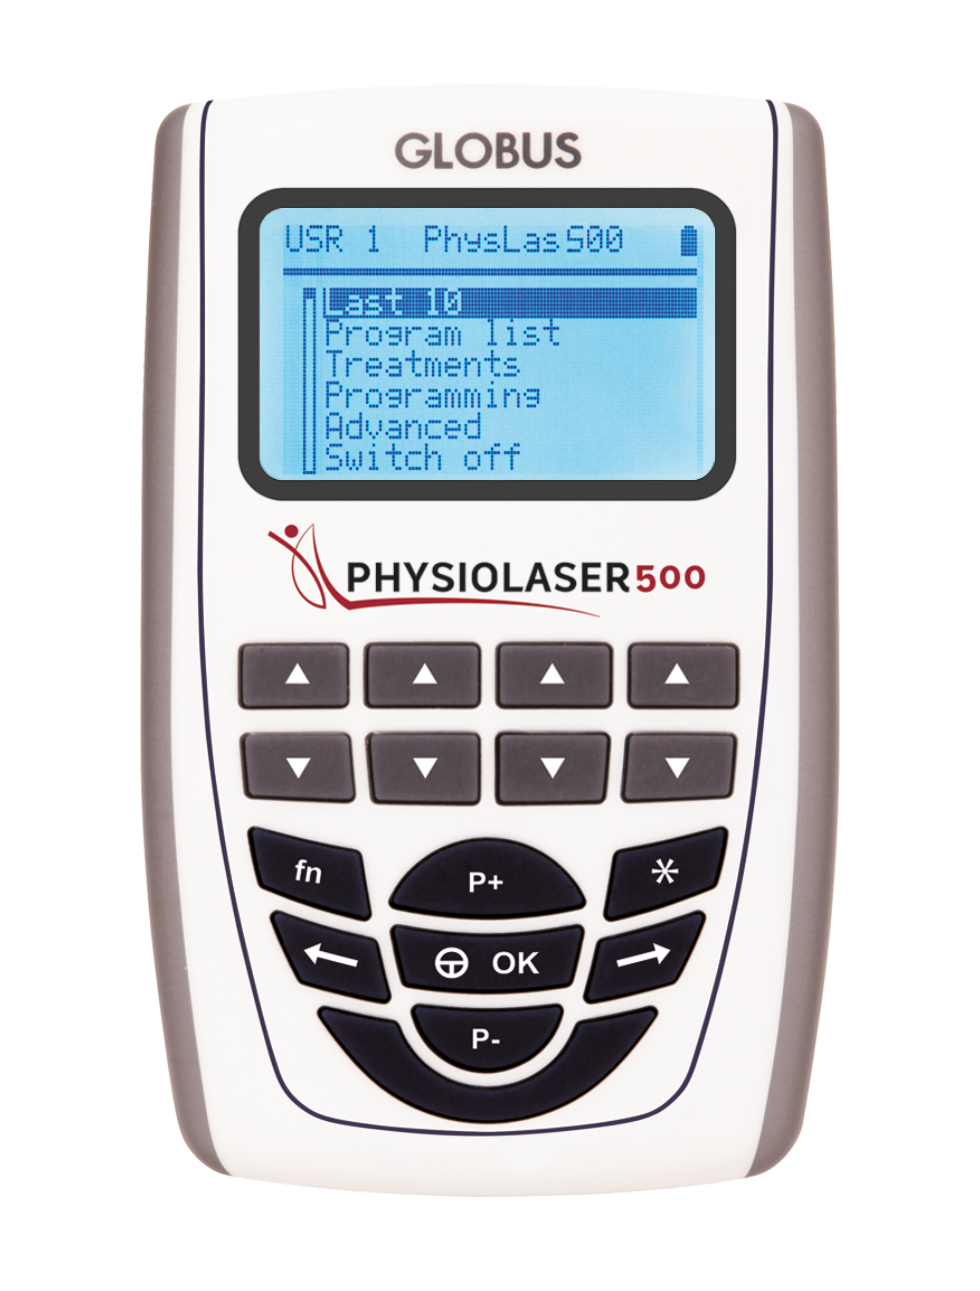 GLOBUS
USR 1 PhysLas500
Last 10
Program list
Treatments
Programming
Advanced
Switch off
PHYSIOLASER500
fn P+ *
← OK →
P-